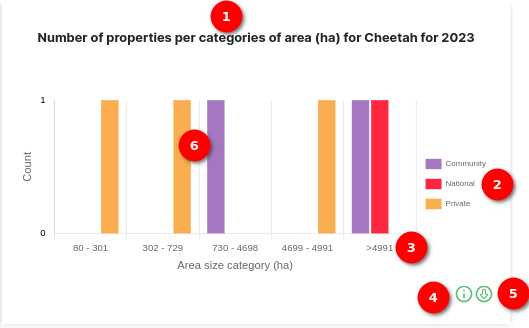 1
Number of properties per categories of area (ha) for Cheetah for 2023
1
0
Count
6
Community
National
Private
2
80 - 301
302 - 729
730 - 4698
4699 - 4991
>4991
3
Area size category (ha)
4
i
5